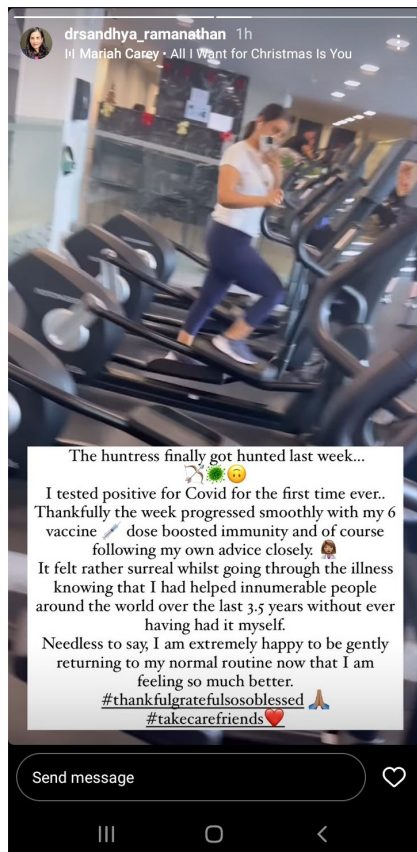 drsandhya_ramanathan 1h
Mariah Carey • All I Want for Christmas Is You
The huntress finally got hunted last week...
🏹🦠🙃
I tested positive for Covid for the first time ever..
Thankfully the week progressed smoothly with my 6
vaccine 💉 dose boosted immunity and of course
following my own advice closely. 👩🏽‍⚕️
It felt rather surreal whilst going through the illness
knowing that I had helped innumerable people
around the world over the last 3.5 years without ever
having had it myself.
Needless to say, I am extremely happy to be gently
returning to my normal routine now that I am
feeling so much better.
#thankfulgratefulsosoblessed 🙏🏽
#takecarefriends❤️
Send message